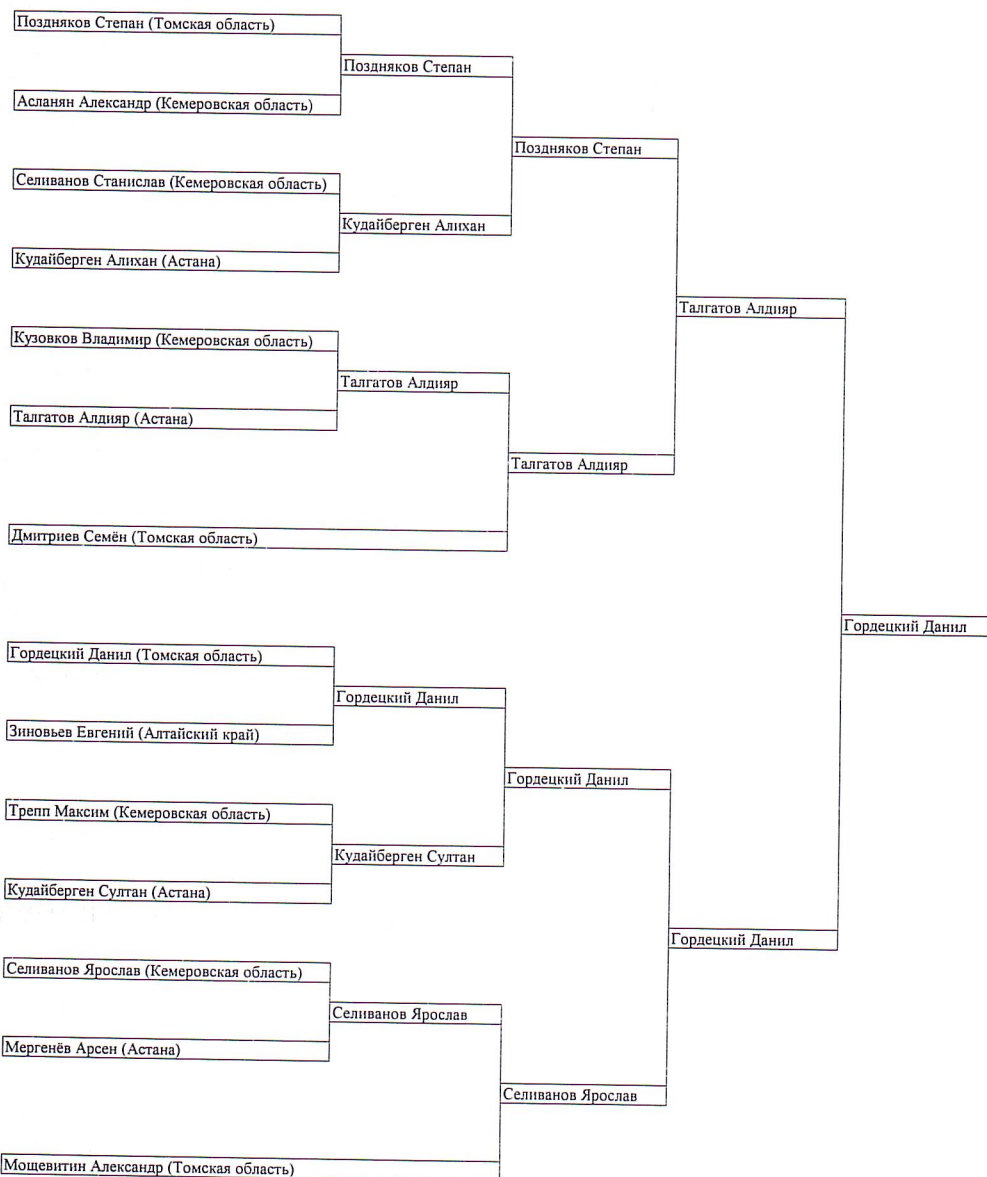 Поздняков Степан (Томская область)
Поздняков Степан
Асланян Александр (Кемеровская область)
Поздняков Степан
Селиванов Станислав (Кемеровская область)
Кудайберген Алихан
Кудайберген Алихан (Астана)
Талгатов Алдияр
Кузовков Владимир (Кемеровская область)
Талгатов Алдияр
Талгатов Алдияр (Астана)
Талгатов Алдияр
Дмитриев Семён (Томская область)
Гордецкий Данил
Гордецкий Данил (Томская область)
Гордецкий Данил
Зиновьев Евгений (Алтайский край)
Гордецкий Данил
Трепп Максим (Кемеровская область)
Кудайберген Султан
Кудайберген Султан (Астана)
Гордецкий Данил
Селиванов Ярослав (Кемеровская область)
Селиванов Ярослав
Мергенёв Арсен (Астана)
Селиванов Ярослав
Мощевитин Александр (Томская область)